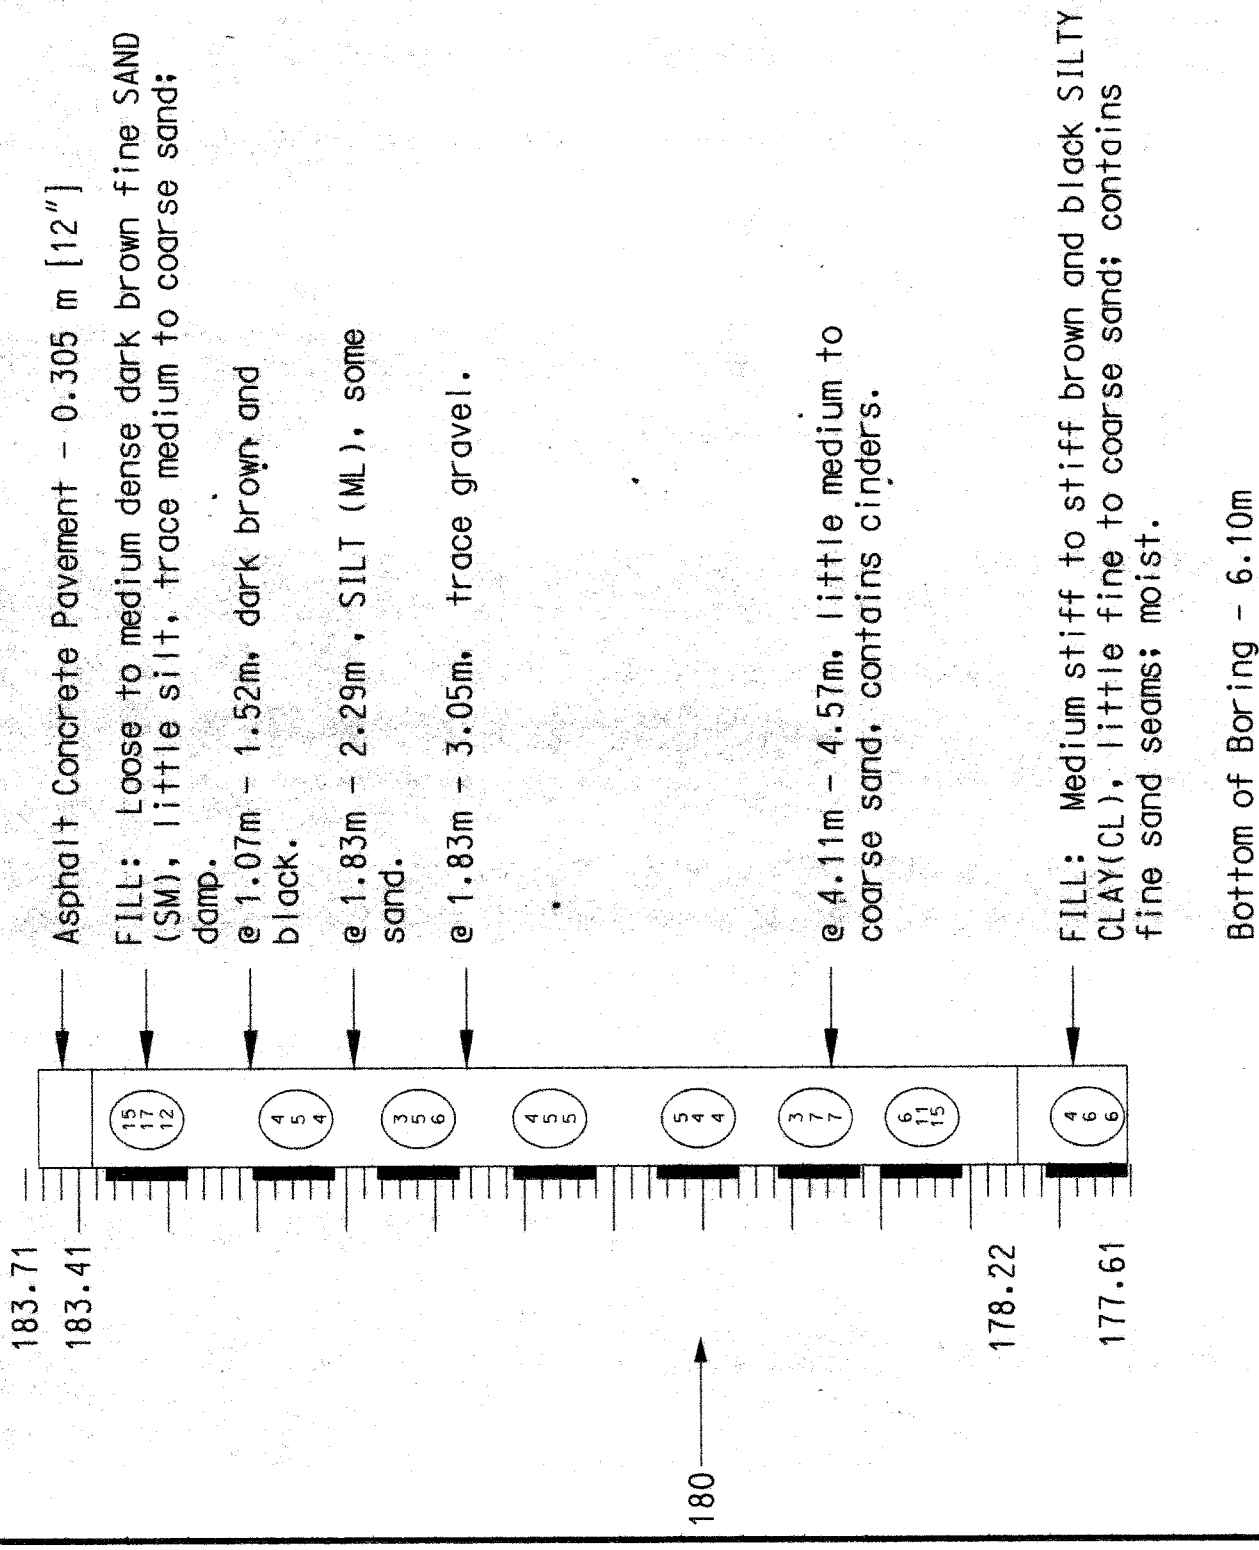 Asphalt Concrete Pavement - 0.305 m [12"]
FILL: Loose to medium dense dark brown fine SAND
(SM), little silt, trace medium to coarse sand;
damp.
@ 1.07m - 1.52m, dark brown and
black.
@ 1.83m - 2.29m, SILT (ML), some
sand.
@ 1.83m - 3.05m, trace gravel.
@ 4.11m - 4.57m, little medium to
coarse sand, contains cinders.
FILL: Medium stiff to stiff brown and black SILTY
CLAY(CL), little fine to coarse sand; contains
fine sand seams; moist.
Bottom of Boring - 6.10m
15
17
12
4
5
4
3
5
6
4
5
5
5
4
4
3
7
7
6
11
15
4
6
6
183.71
183.41
180
178.22
177.61